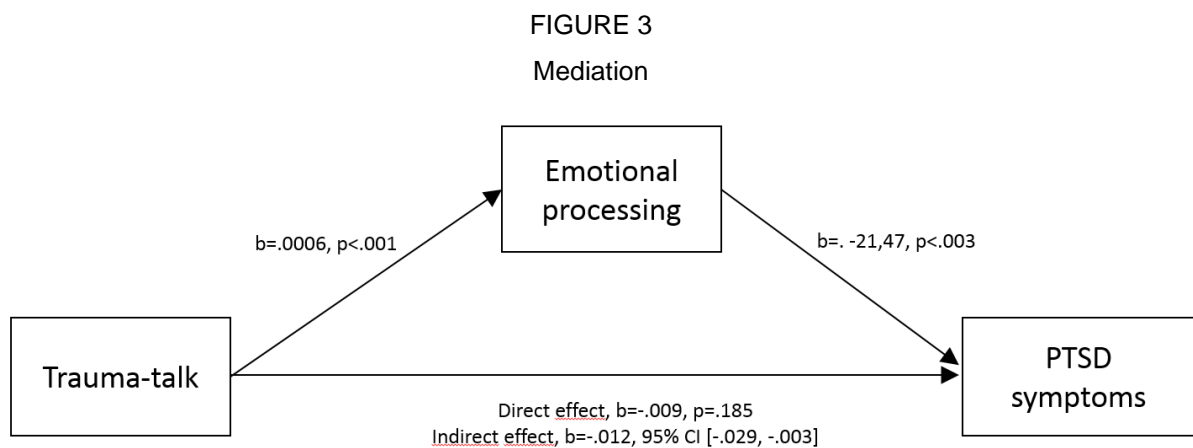 FIGURE 3
Mediation
Emotional
processing
b=.0006, p<.001
b=. -21,47, p<.003
Trauma-talk
PTSD
symptoms
Direct effect, b=-.009, p=.185
Indirect effect, b=-.012, 95% CI [-.029, -.003]